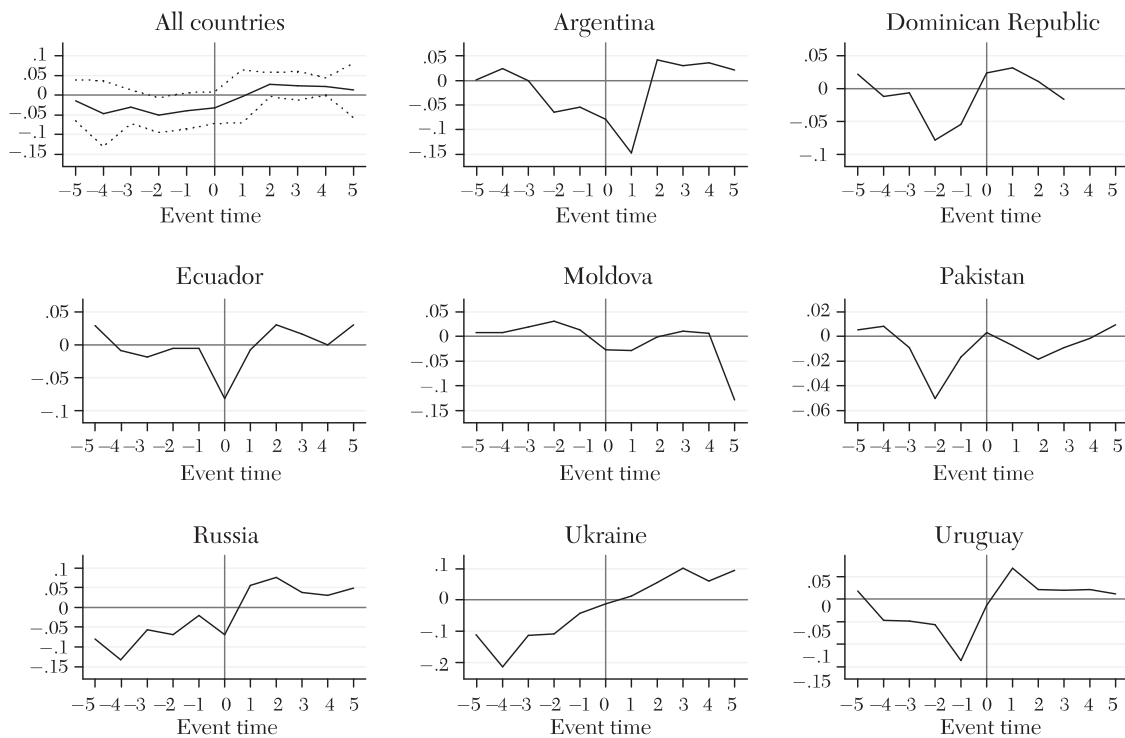 All countries
.1
.05
0
−.05
−.1
−.15
−5 −4 −3 −2 −1 0 1 2 3 4 5
Event time
Argentina
.05
0
−.05
−.1
−.15
−5 −4 −3 −2 −1 0 1 2 3 4 5
Event time
Dominican Republic
.05
0
−.05
−.1
−5 −4 −3 −2 −1 0 1 2 3 4 5
Event time
Ecuador
.05
0
−.05
−.1
−5 −4 −3 −2 −1 0 1 2 3 4 5
Event time
Moldova
.05
0
−.05
−.1
−.15
−5 −4 −3 −2 −1 0 1 2 3 4 5
Event time
Pakistan
.02
0
−.02
−.04
−.06
−5 −4 −3 −2 −1 0 1 2 3 4 5
Event time
Russia
.1
.05
0
−.05
−.1
−.15
−5 −4 −3 −2 −1 0 1 2 3 4 5
Event time
Ukraine
.1
0
−.1
−.2
−5 −4 −3 −2 −1 0 1 2 3 4 5
Event time
Uruguay
.05
0
−.05
−.1
−.15
−5 −4 −3 −2 −1 0 1 2 3 4 5
Event time